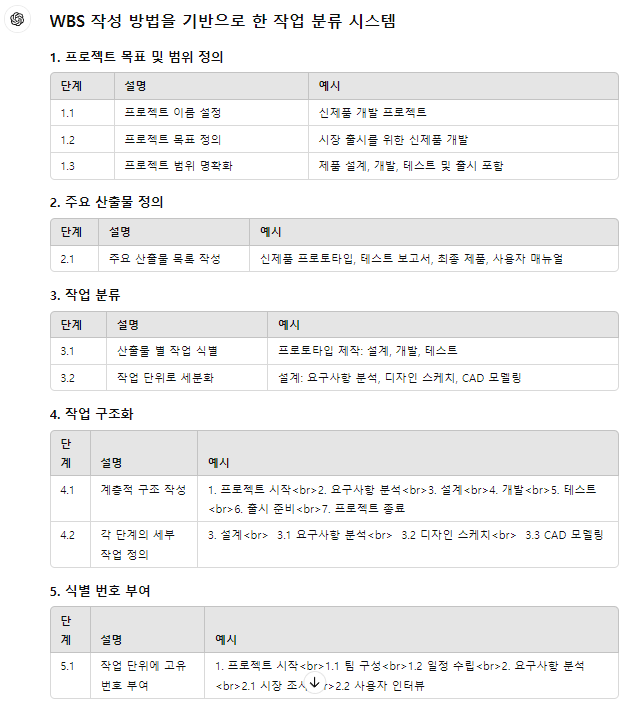 WBS 작성 방법을 기반으로 한 작업 분류 시스템
1. 프로젝트 목표 및 범위 정의
단계 설명 예시
1.1 프로젝트 이름 설정 신제품 개발 프로젝트
1.2 프로젝트 목표 정의 시장 출시를 위한 신제품 개발
1.3 프로젝트 범위 명확화 제품 설계, 개발, 테스트 및 출시 포함
2. 주요 산출물 정의
단계 설명 예시
2.1 주요 산출물 목록 작성 신제품 프로토타입, 테스트 보고서, 최종 제품, 사용자 매뉴얼
3. 작업 분류
단계 설명 예시
3.1 산출물 별 작업 식별 프로토타입 제작: 설계, 개발, 테스트
3.2 작업 단위로 세분화 설계: 요구사항 분석, 디자인 스케치, CAD 모델링
4. 작업 구조화
단
계 설명 예시
4.1 계층적 구조 작성 1. 프로젝트 시작<br>2. 요구사항 분석<br>3. 설계<br>4. 개발<br>5. 테스트
<br>6. 출시 준비<br>7. 프로젝트 종료
4.2 각 단계의 세부 3. 설계<br> 3.1 요구사항 분석<br> 3.2 디자인 스케치<br> 3.3 CAD 모델링
작업 정의
5. 식별 번호 부여
단
계 설명 예시
5.1 작업 단위에 고유 1. 프로젝트 시작<br>1.1 팀 구성<br>1.2 일정 수립<br>2. 요구사항 분석
번호 부여 <br>2.1 시장 조사 r>2.2 사용자 인터뷰